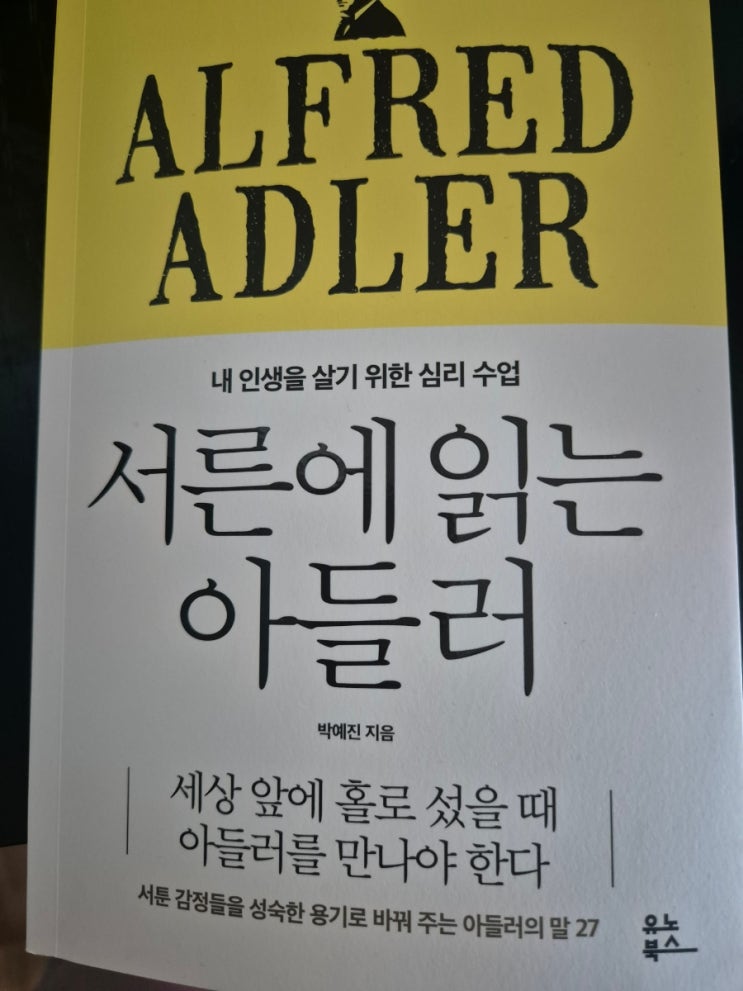 ALFRED
ADLER
내 인생을 살기 위한 심리 수업
서른에 읽는
아들러
박예진 지음
세상 앞에 홀로 섰을 때
아들러를 만나야 한다
서툰 감정들을 성숙한 용기로 바꿔 주는 아들러의 말 27
유노
북스